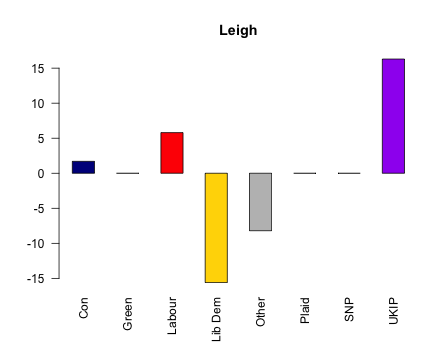 Leigh
15
10
5
0
-5
-10
-15
Con
Green
Labour
Lib Dem
Other
Plaid
SNP
UKIP